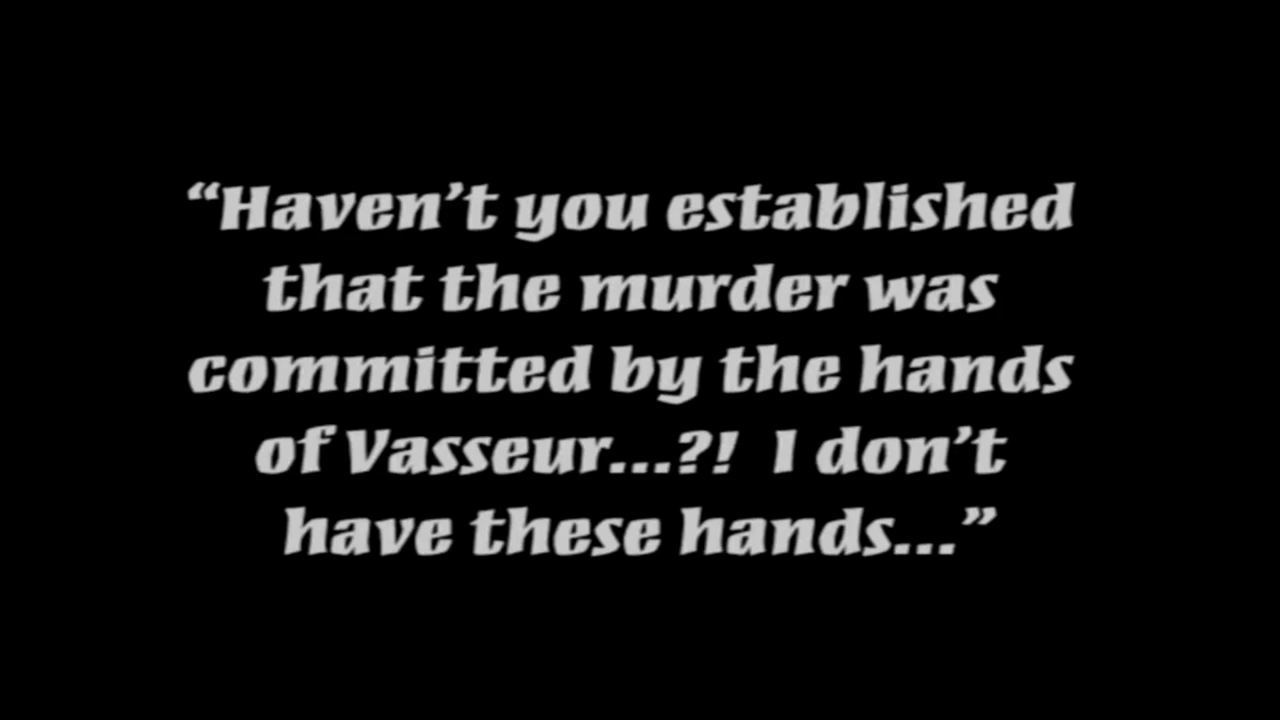 “Haven’t you established
that the murder was
committed by the hands
of Vasseur...?!  I don’t
have these hands...”